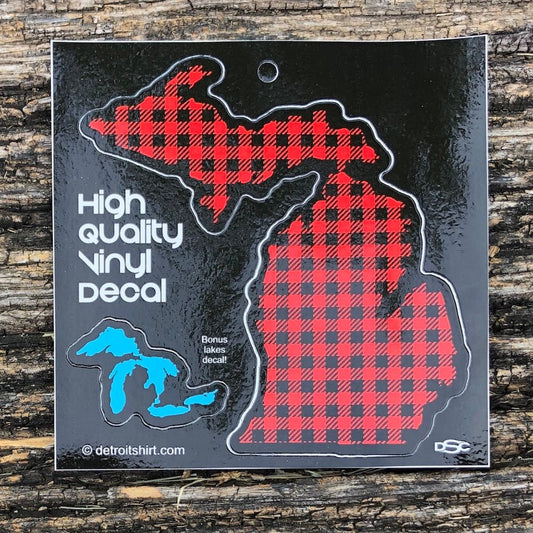 High
Quality
Vinyl
Decal
Bonus
lakes
decal!
© detroitshirt.com
DSC